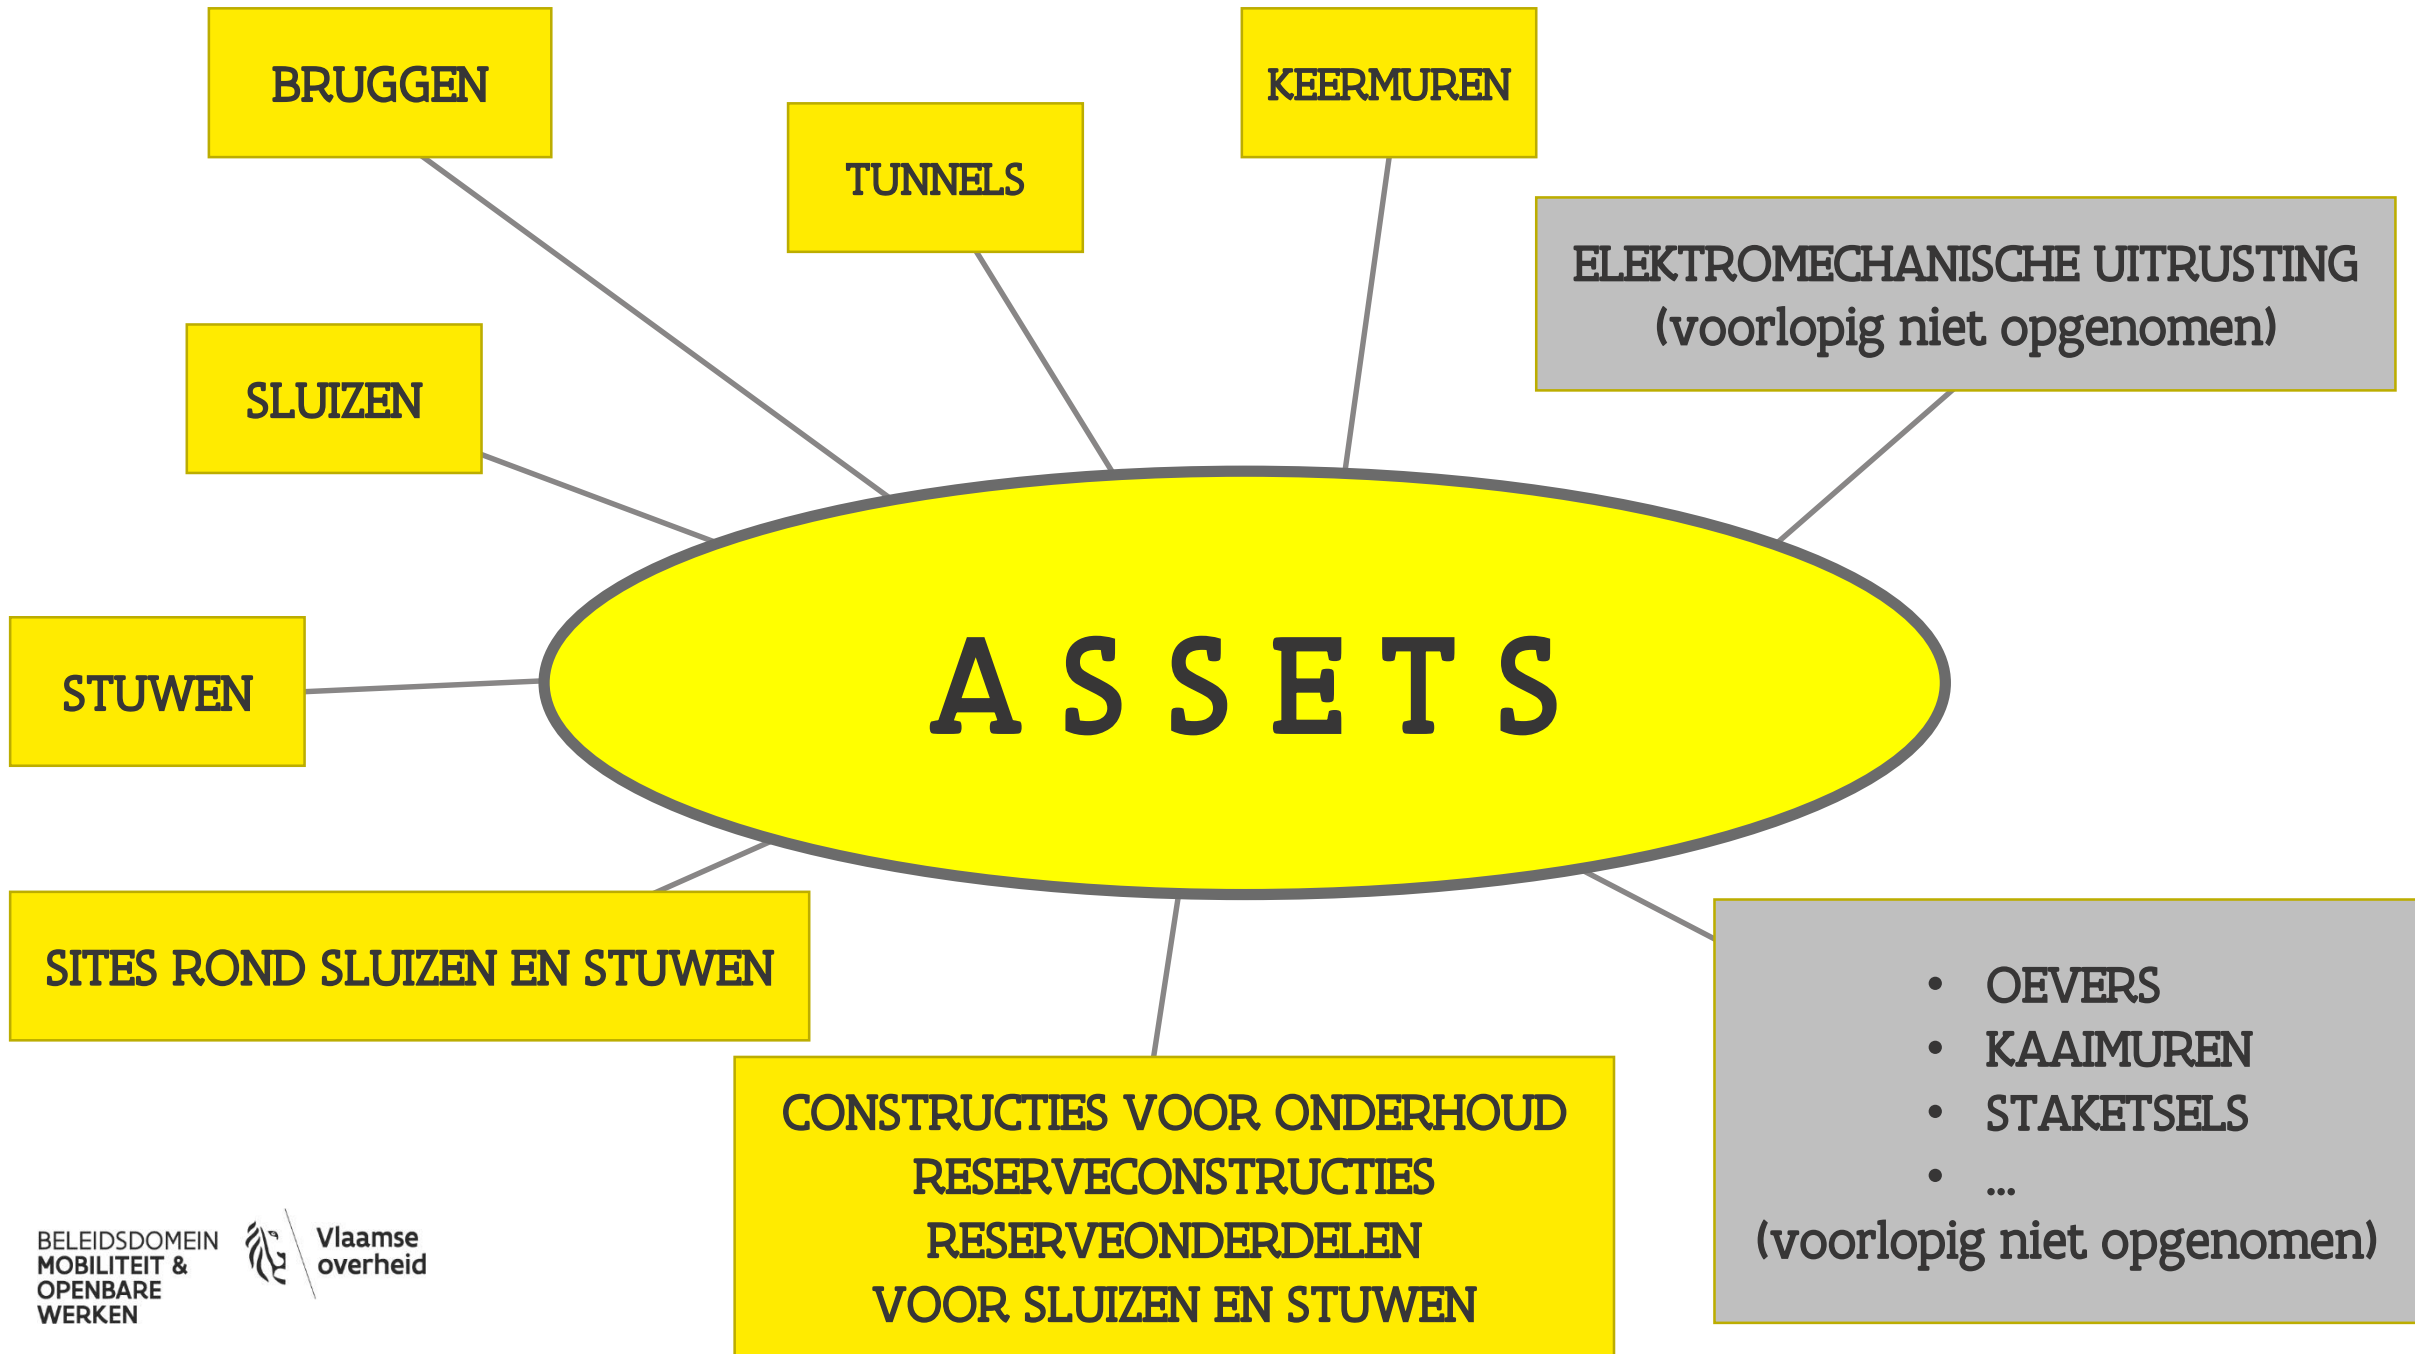 BRUGGEN
KEERMUREN
TUNNELS
ELEKTROMECHANISCHE UITRUSTING
(voorlopig niet opgenomen)
SLUIZEN
ASSETS
STUWEN
SITES ROND SLUIZEN EN STUWEN
• OEVERS
• KAAIMUREN
• STAKETSELS
• ...
(voorlopig niet opgenomen)
CONSTRUCTIES VOOR ONDERHOUD
RESERVECONSTRUCTIES
RESERVEONDERDELEN
VOOR SLUIZEN EN STUWEN
BELEIDSDOMEIN
MOBILITEIT &
OPENBARE
WERKEN
Vlaamse
overheid